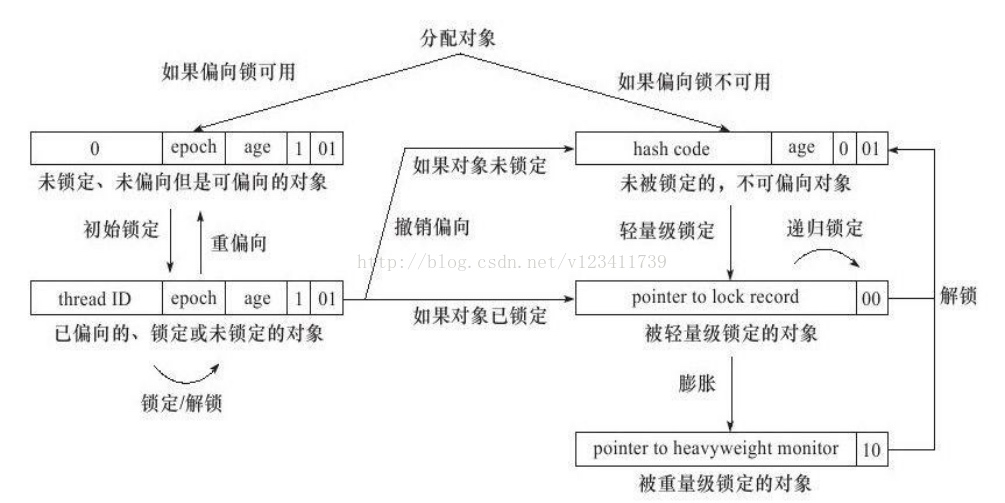 分配对象
如果偏向锁可用
如果偏向锁不可用
0 epoch age 1 01
hash code age 0 01
未锁定、未偏向但是可偏向的对象
如果对象未锁定
未被锁定的，不可偏向对象
初始锁定
重偏向
撤销偏向
轻量级锁定
递归锁定
http://blog.csdn.net/v123411739
thread ID epoch age 1 01
pointer to lock record 00
解锁
已偏向的、锁定或未锁定的对象
如果对象已锁定
被轻量级锁定的对象
锁定/解锁
膨胀
pointer to heavyweight monitor 10
被重量级锁定的对象